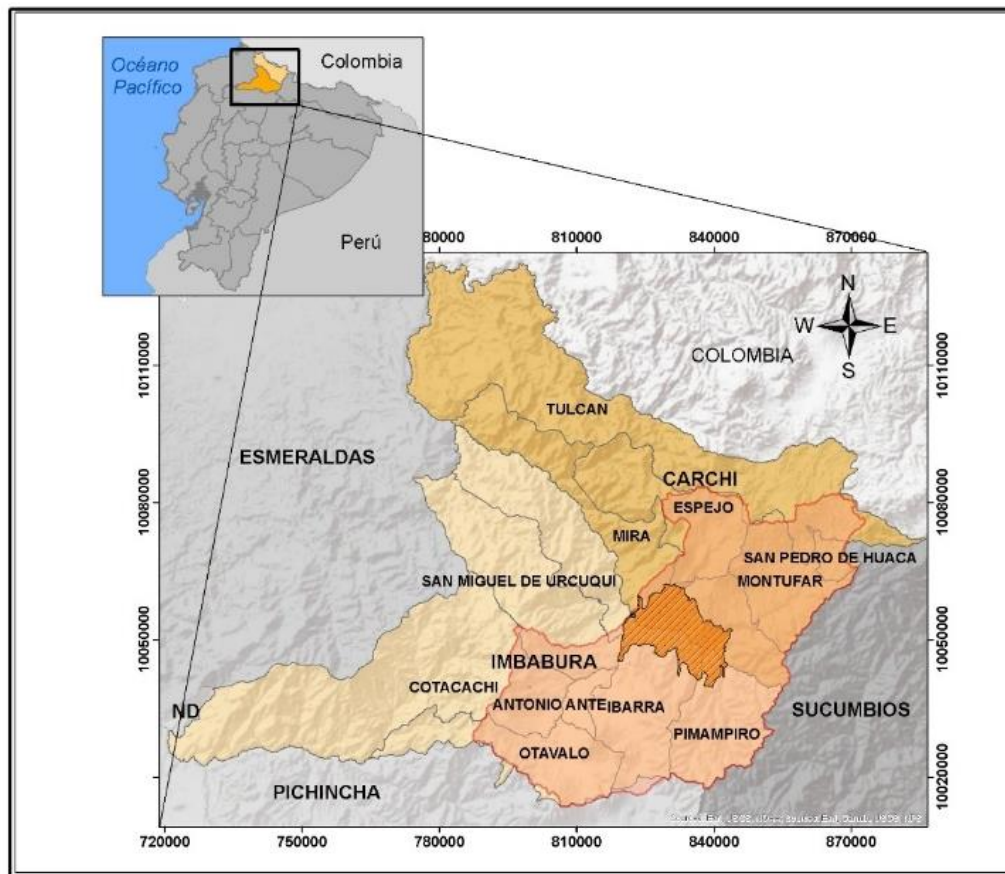 Océano
Pacífico
Colombia
Perú
780000
810000
840000
870000
N
W
E
S
COLOMBIA
10110000
10110000
TULCAN
ESMERALDAS
CARCHI
10080000
10080000
ESPEJO
MIRA
SAN PEDRO DE HUACA
SAN MIGUEL DE URCUQUI
MONTUFAR
10050000
10050000
IMBABURA
COTACACHI
ND
ANTONIO ANTE
IBARRA
SUCUMBIOS
PIMAMPIRO
OTAVALO
10020000
10020000
PICHINCHA
720000
750000
780000
810000
840000
870000